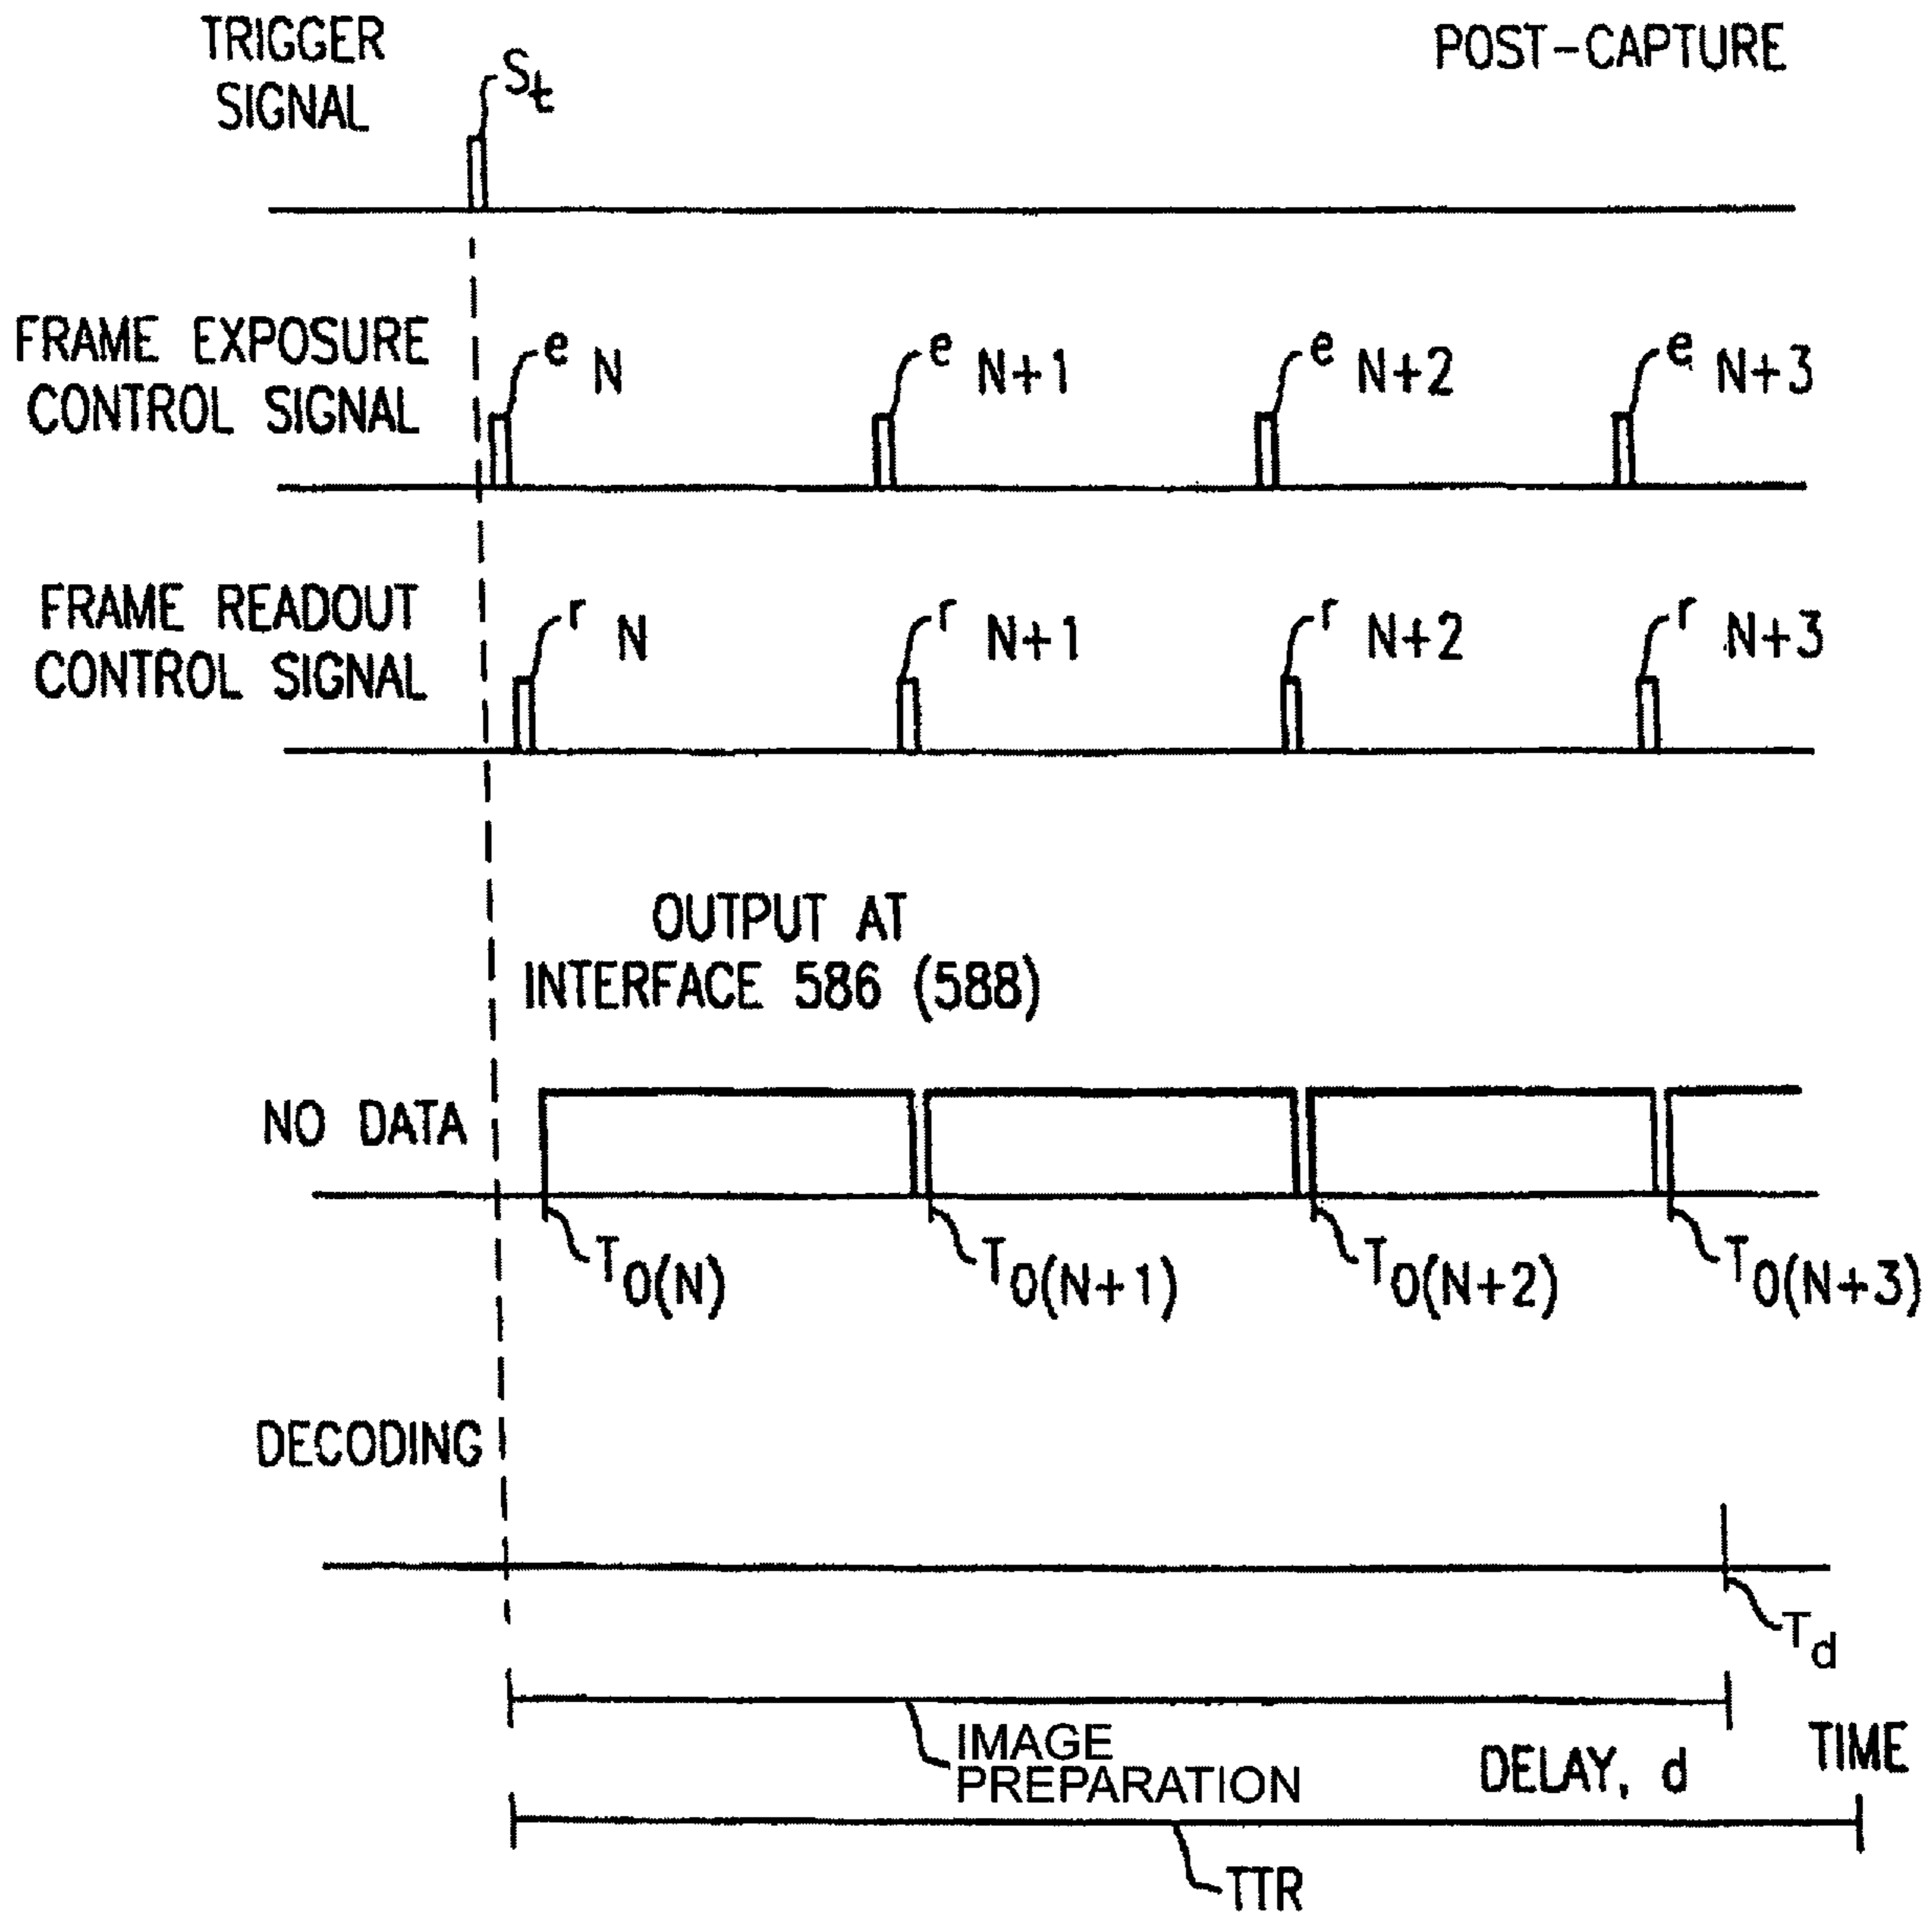 TRIGGER
SIGNAL
St
POST-CAPTURE
FRAME EXPOSURE
CONTROL SIGNAL
e N
e N+1
e N+2
e N+3
FRAME READOUT
CONTROL SIGNAL
r N
r N+1
r N+2
r N+3
OUTPUT AT
INTERFACE 586 (588)
NO DATA
T0(N)
T0(N+1)
T0(N+2)
T0(N+3)
DECODING
Td
IMAGE
PREPARATION
DELAY, d
TIME
TTR